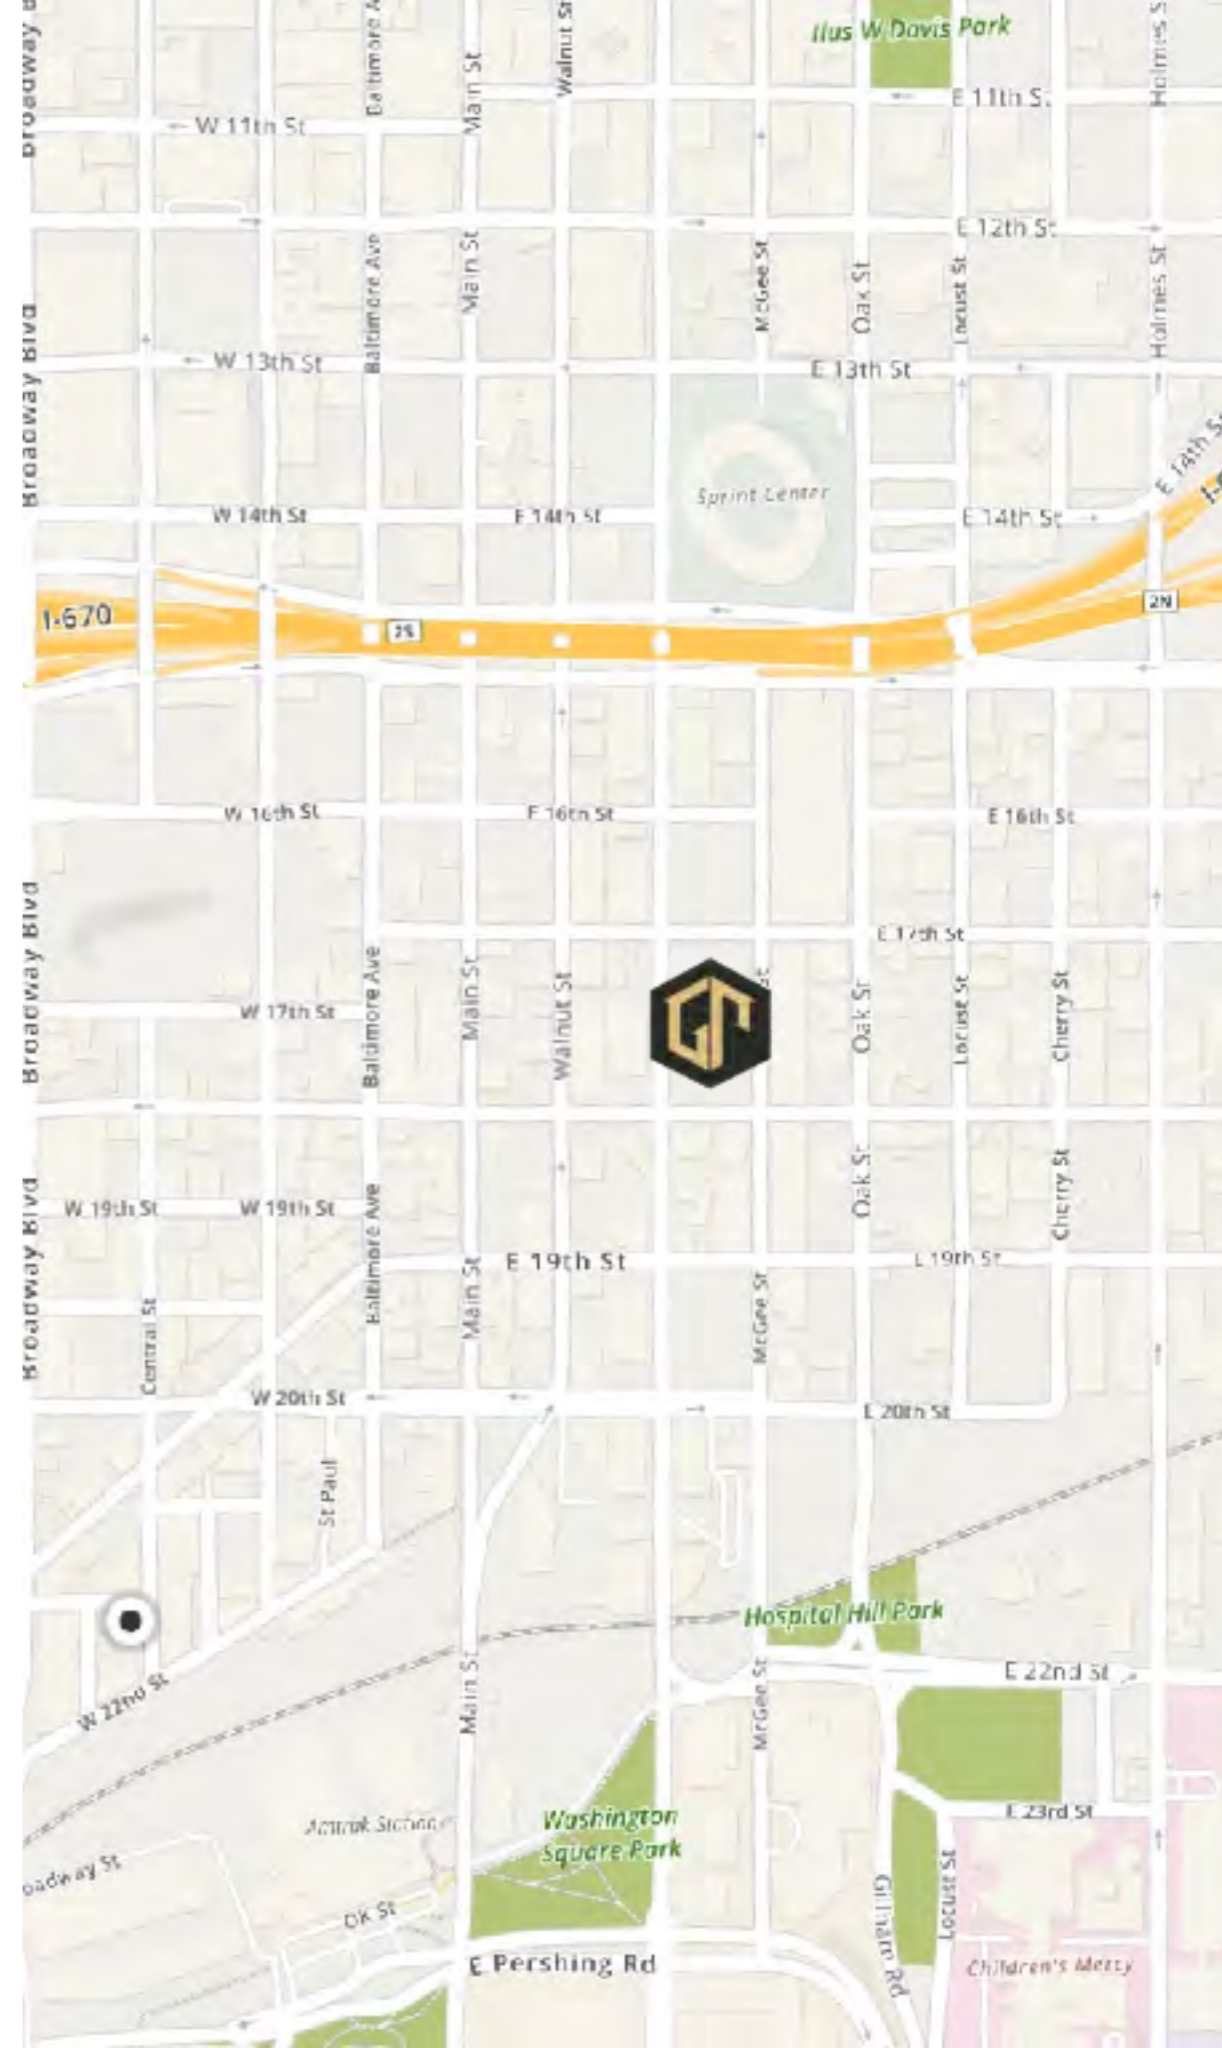 Ilus W Davis Park
Broadway B
Baltimore A
Main St
Walnut St
Holmes S
E 11th S
W 11th St
E 12th St
Broadway Blvd
Baltimore Ave
Main St
McGee St
Oak St
Locust St
Holmes St
W 13th St
E 13th St
E 14th S
Sprint Center
W 14th St
E 14th St
E 14th St
I-670
2S
2N
W 16th St
E 16th St
E 16th St
E 17th St
Broadway Blvd
W 17th St
Baltimore Ave
Main St
Walnut St
GT
St
Oak St
Locust St
Cherry St
Broadway Blvd
W 19th St
W 19th St
Baltimore Ave
Oak St
Cherry St
E 19th St
E 19th St
Central St
Main St
McGee St
W 20th St
E 20th St
St Paul
Hospital Hill Park
W 22nd St
Main St
McGee St
E 22nd St
Washington
Square Park
Amtrak Station
E 23rd St
oadway St
OK St
Gillham Rd
Locust St
E Pershing Rd
Children's Mercy